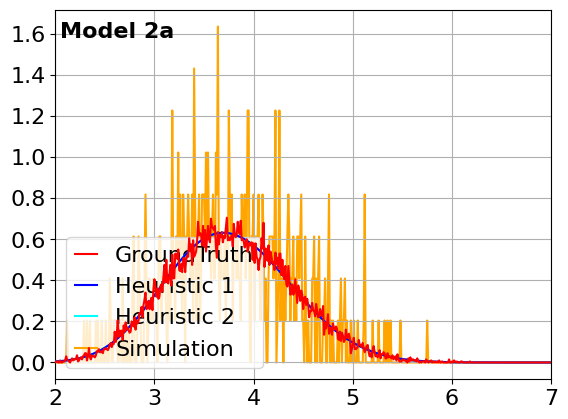 Model 2a
1.6
1.4
1.2
1.0
0.8
0.6
0.4
0.2
0.0
Ground Truth
Heuristic 1
Heuristic 2
Simulation
2 3 4 5 6 7